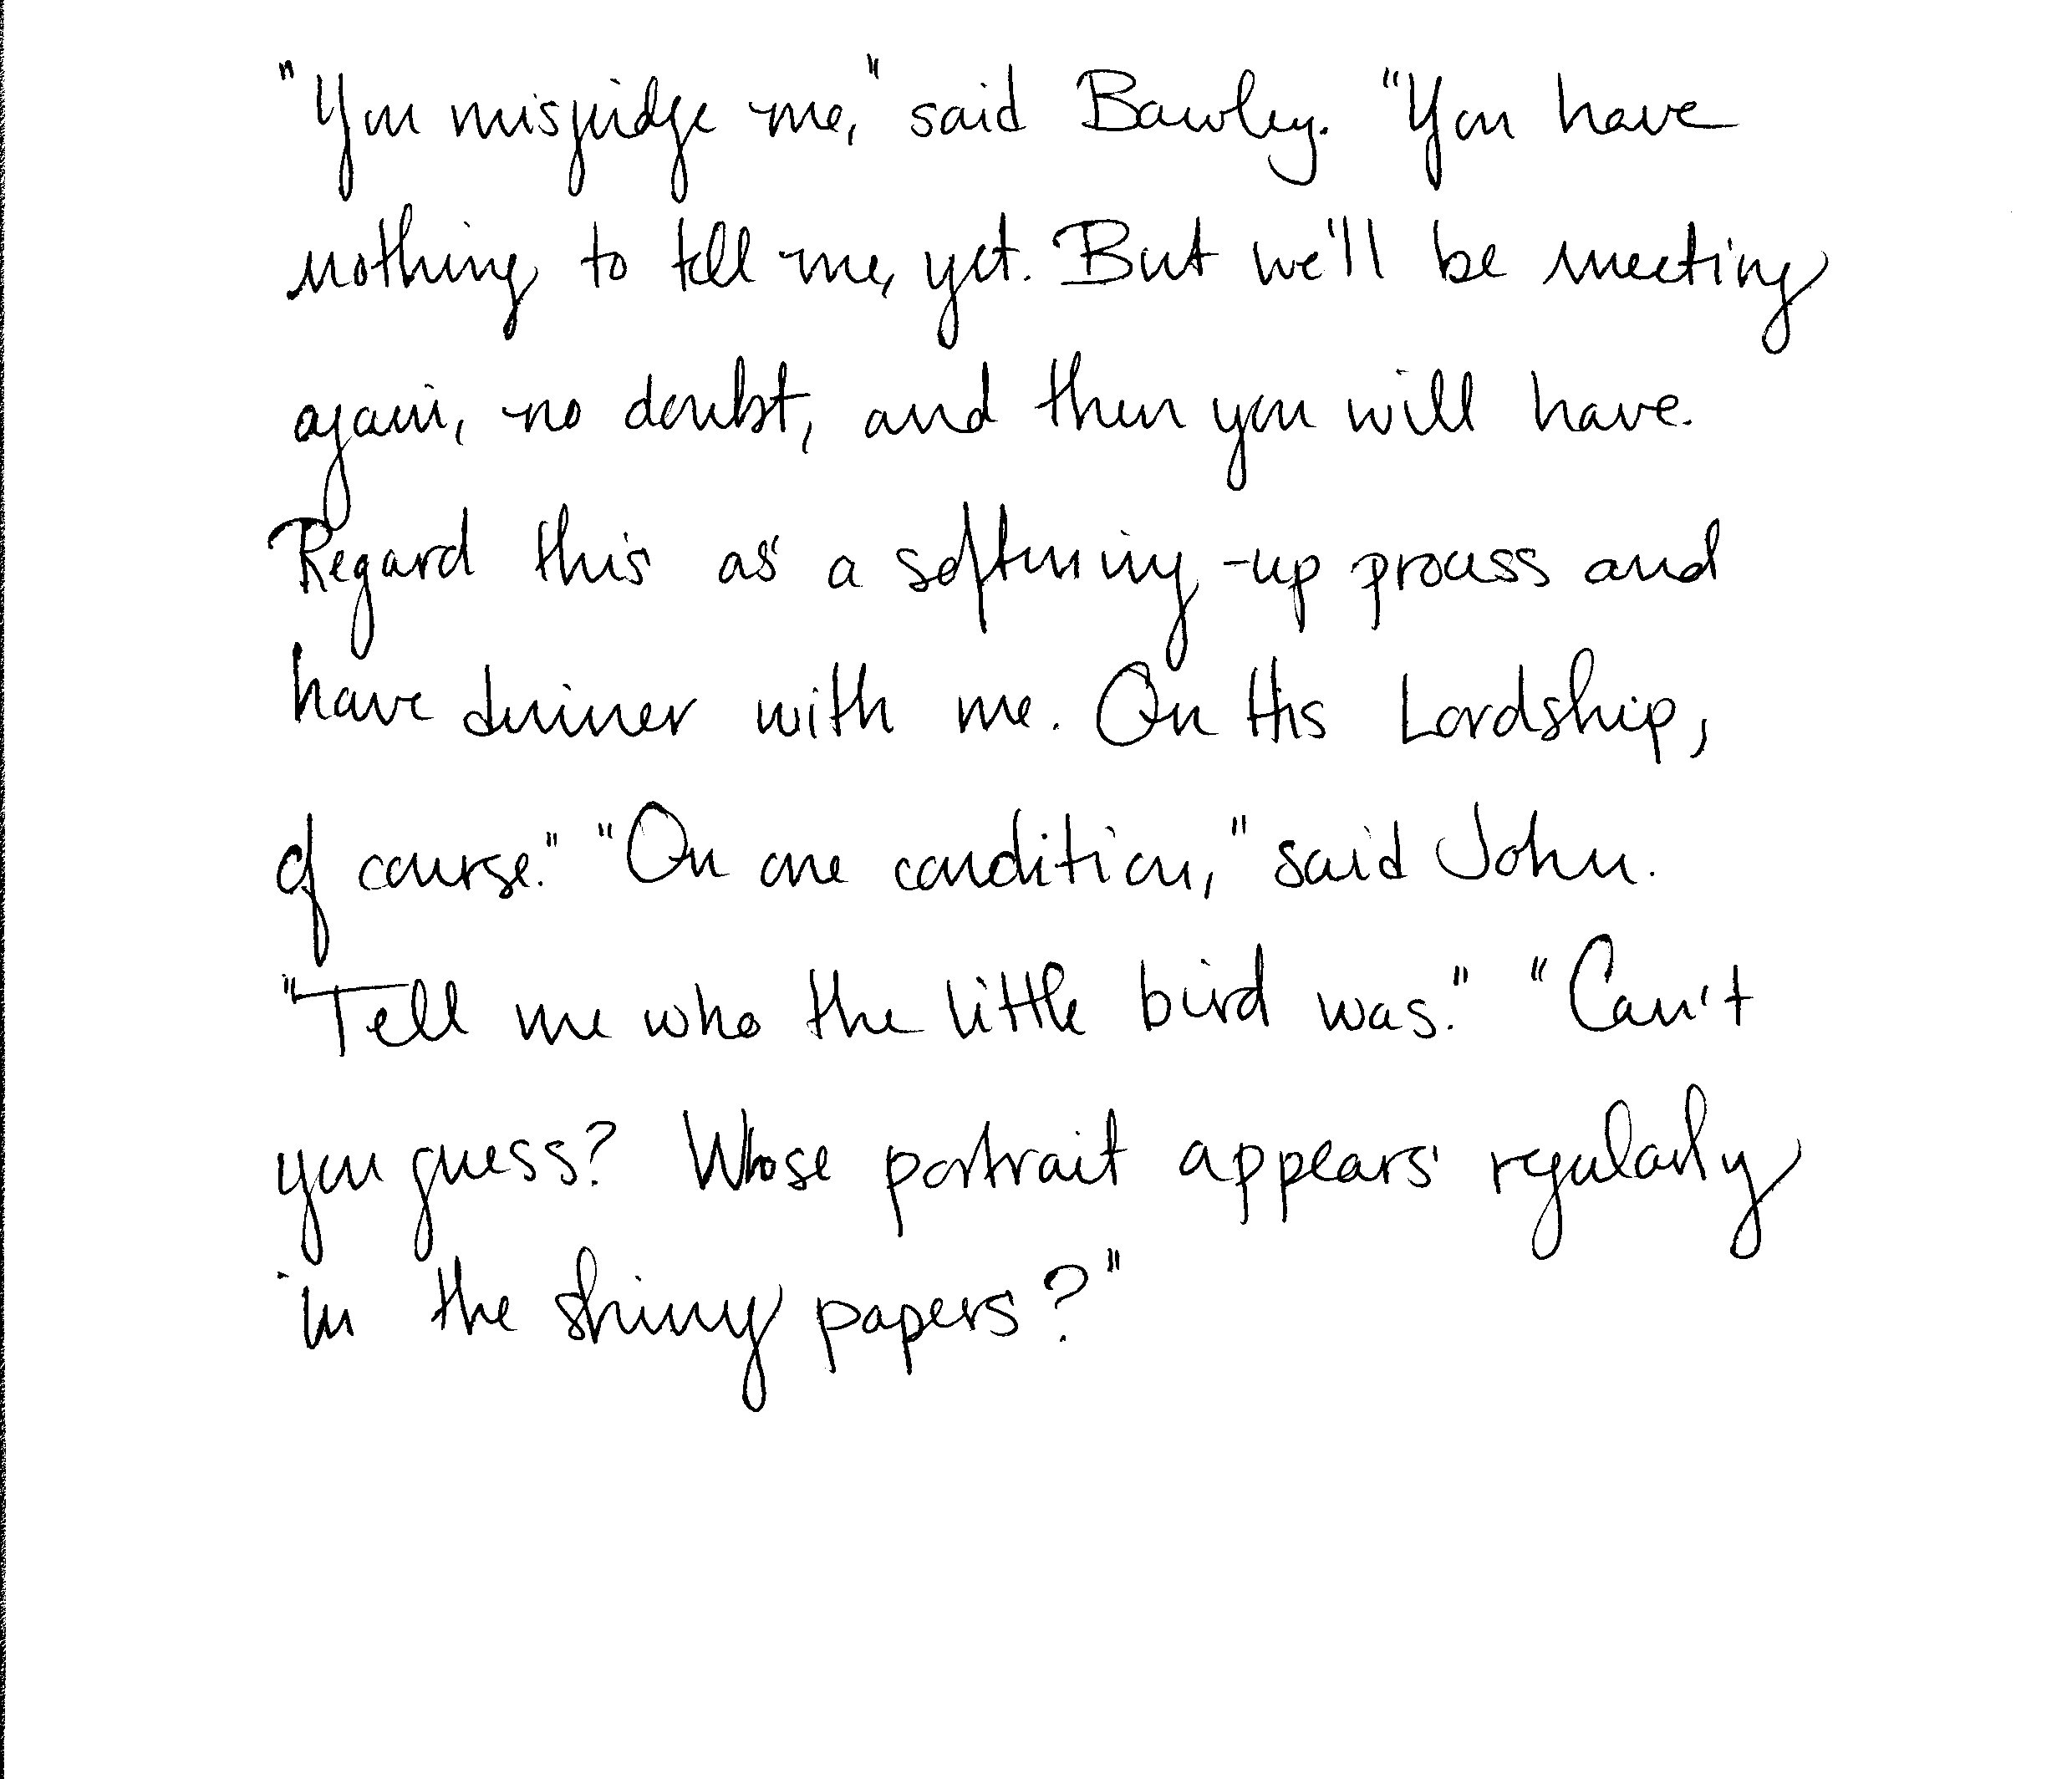 "You misjudge me," said Bawley. "You have
nothing to tell me, yet. But we'll be meeting
again, no doubt, and then you will have.
Regard this as a softening-up process and
have dinner with me. On His Lordship,
of course." "On one condition," said John.
"Tell me who the little bird was." "Can't
you guess? Whose portrait appears regularly
in the shiny papers?"